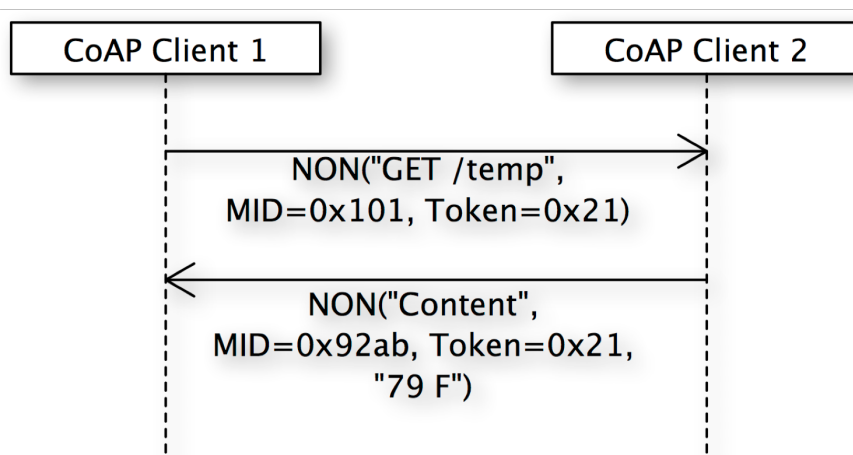 CoAP Client 1
CoAP Client 2
NON("GET /temp",
MID=0x101, Token=0x21)
NON("Content",
MID=0x92ab, Token=0x21,
"79 F")